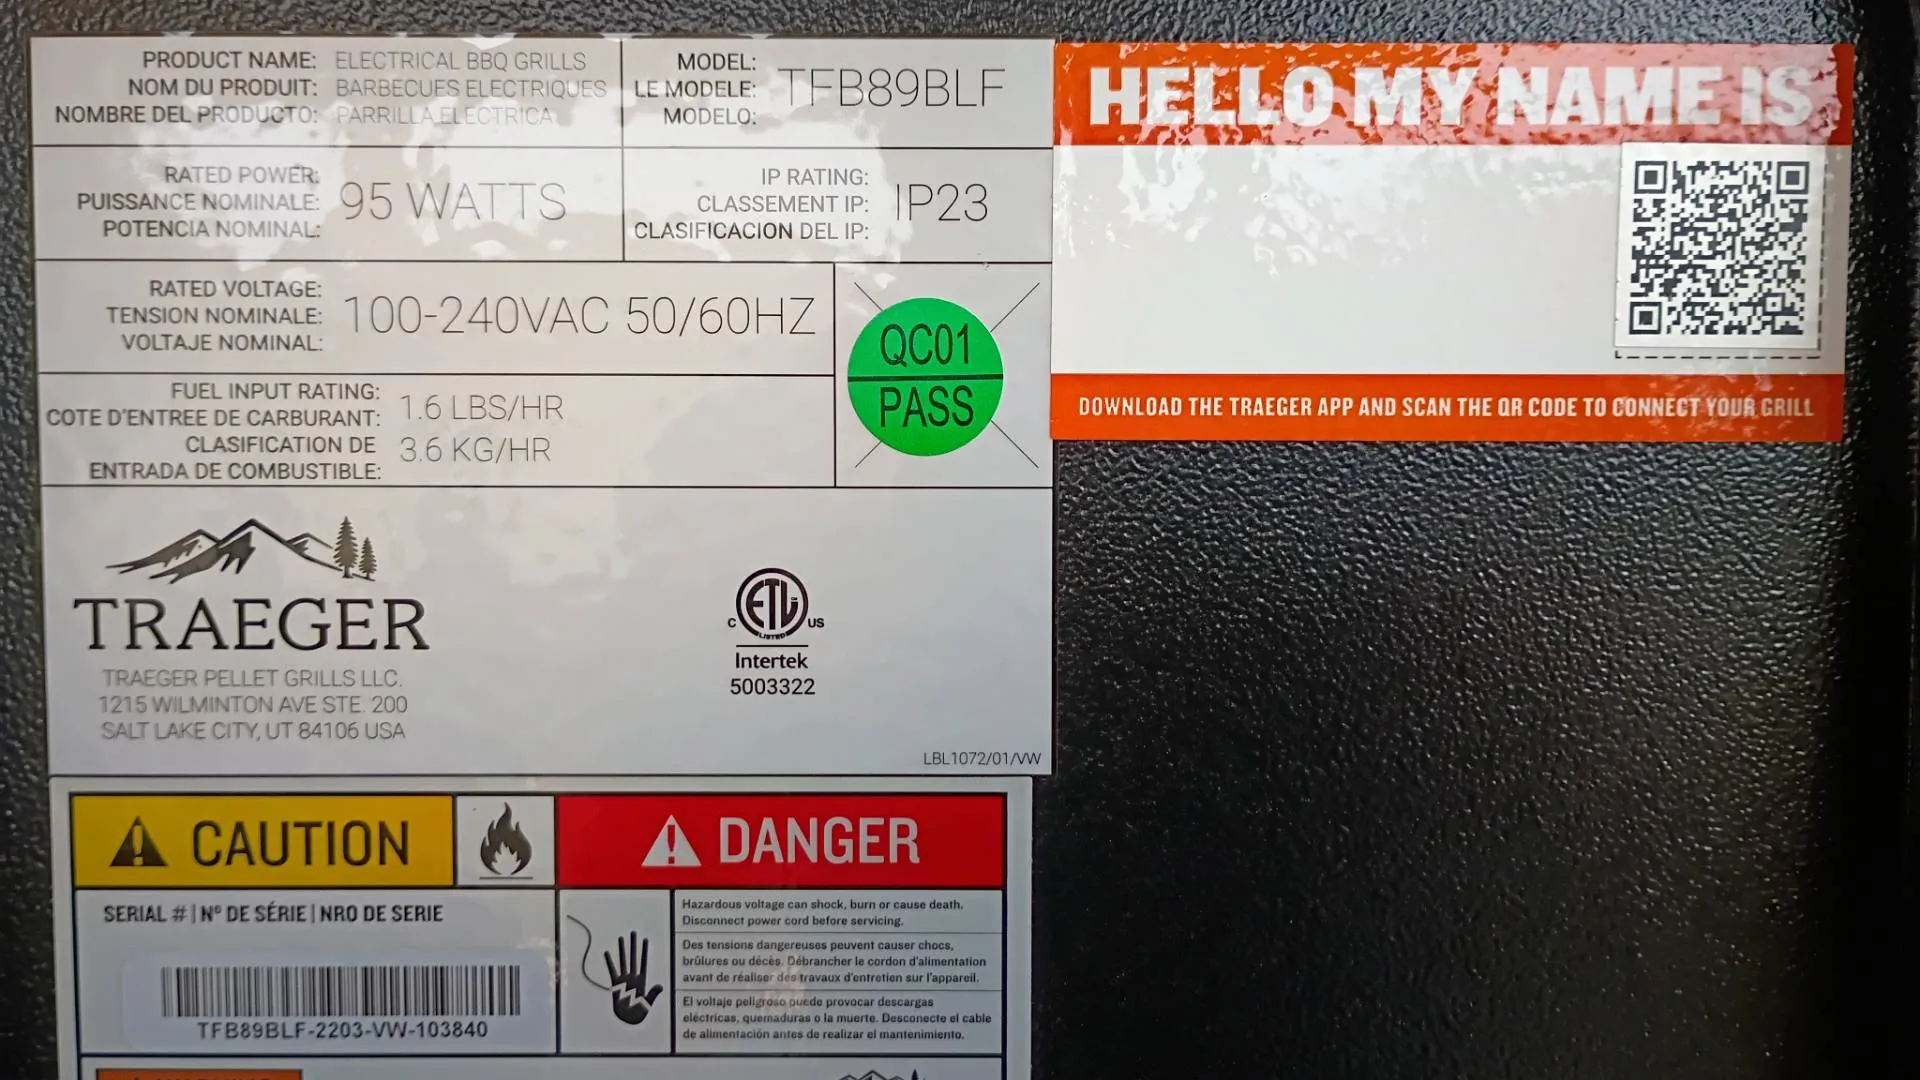 PRODUCT NAME: ELECTRICAL BBQ GRILLS
NOM DU PRODUIT: BARBECUES ELECTRIQUES
NOMBRE DEL PRODUCTO: PARRILLA ELECTRICA
MODEL:
LE MODELE: TFB89BLF
MODELO:
RATED POWER:
PUISSANCE NOMINALE: 95 WATTS
POTENCIA NOMINAL:
IP RATING:
CLASSEMENT IP: IP23
CLASIFICACION DEL IP:
RATED VOLTAGE:
TENSION NOMINALE: 100-240VAC 50/60HZ
VOLTAJE NOMINAL:
FUEL INPUT RATING:
COTE D'ENTREE DE CARBURANT: 1.6 LBS/HR
CLASIFICACION DE 3.6 KG/HR
ENTRADA DE COMBUSTIBLE:
QC01
PASS
TRAEGER
TRAEGER PELLET GRILLS LLC.
1215 WILMINTON AVE STE. 200
SALT LAKE CITY, UT 84106 USA
ETL
LISTED
C US
Intertek
5003322
LBL1072/01/VW
HELLO MY NAME IS
DOWNLOAD THE TRAEGER APP AND SCAN THE QR CODE TO CONNECT YOUR GRILL
CAUTION
DANGER
SERIAL # | Nº DE SÉRIE | NRO DE SERIE
TFB89BLF-2203-VW-103840
Hazardous voltage can shock, burn or cause death.
Disconnect power cord before servicing.
Des tensions dangereuses peuvent causer chocs,
brûlures ou décès. Débrancher le cordon d'alimentation
avant de réaliser des travaux d'entretien sur l'appareil.
El voltaje peligroso puede provocar descargas
eléctricas, quemaduras o la muerte. Desconecte el cable
de alimentación antes de realizar el mantenimiento.